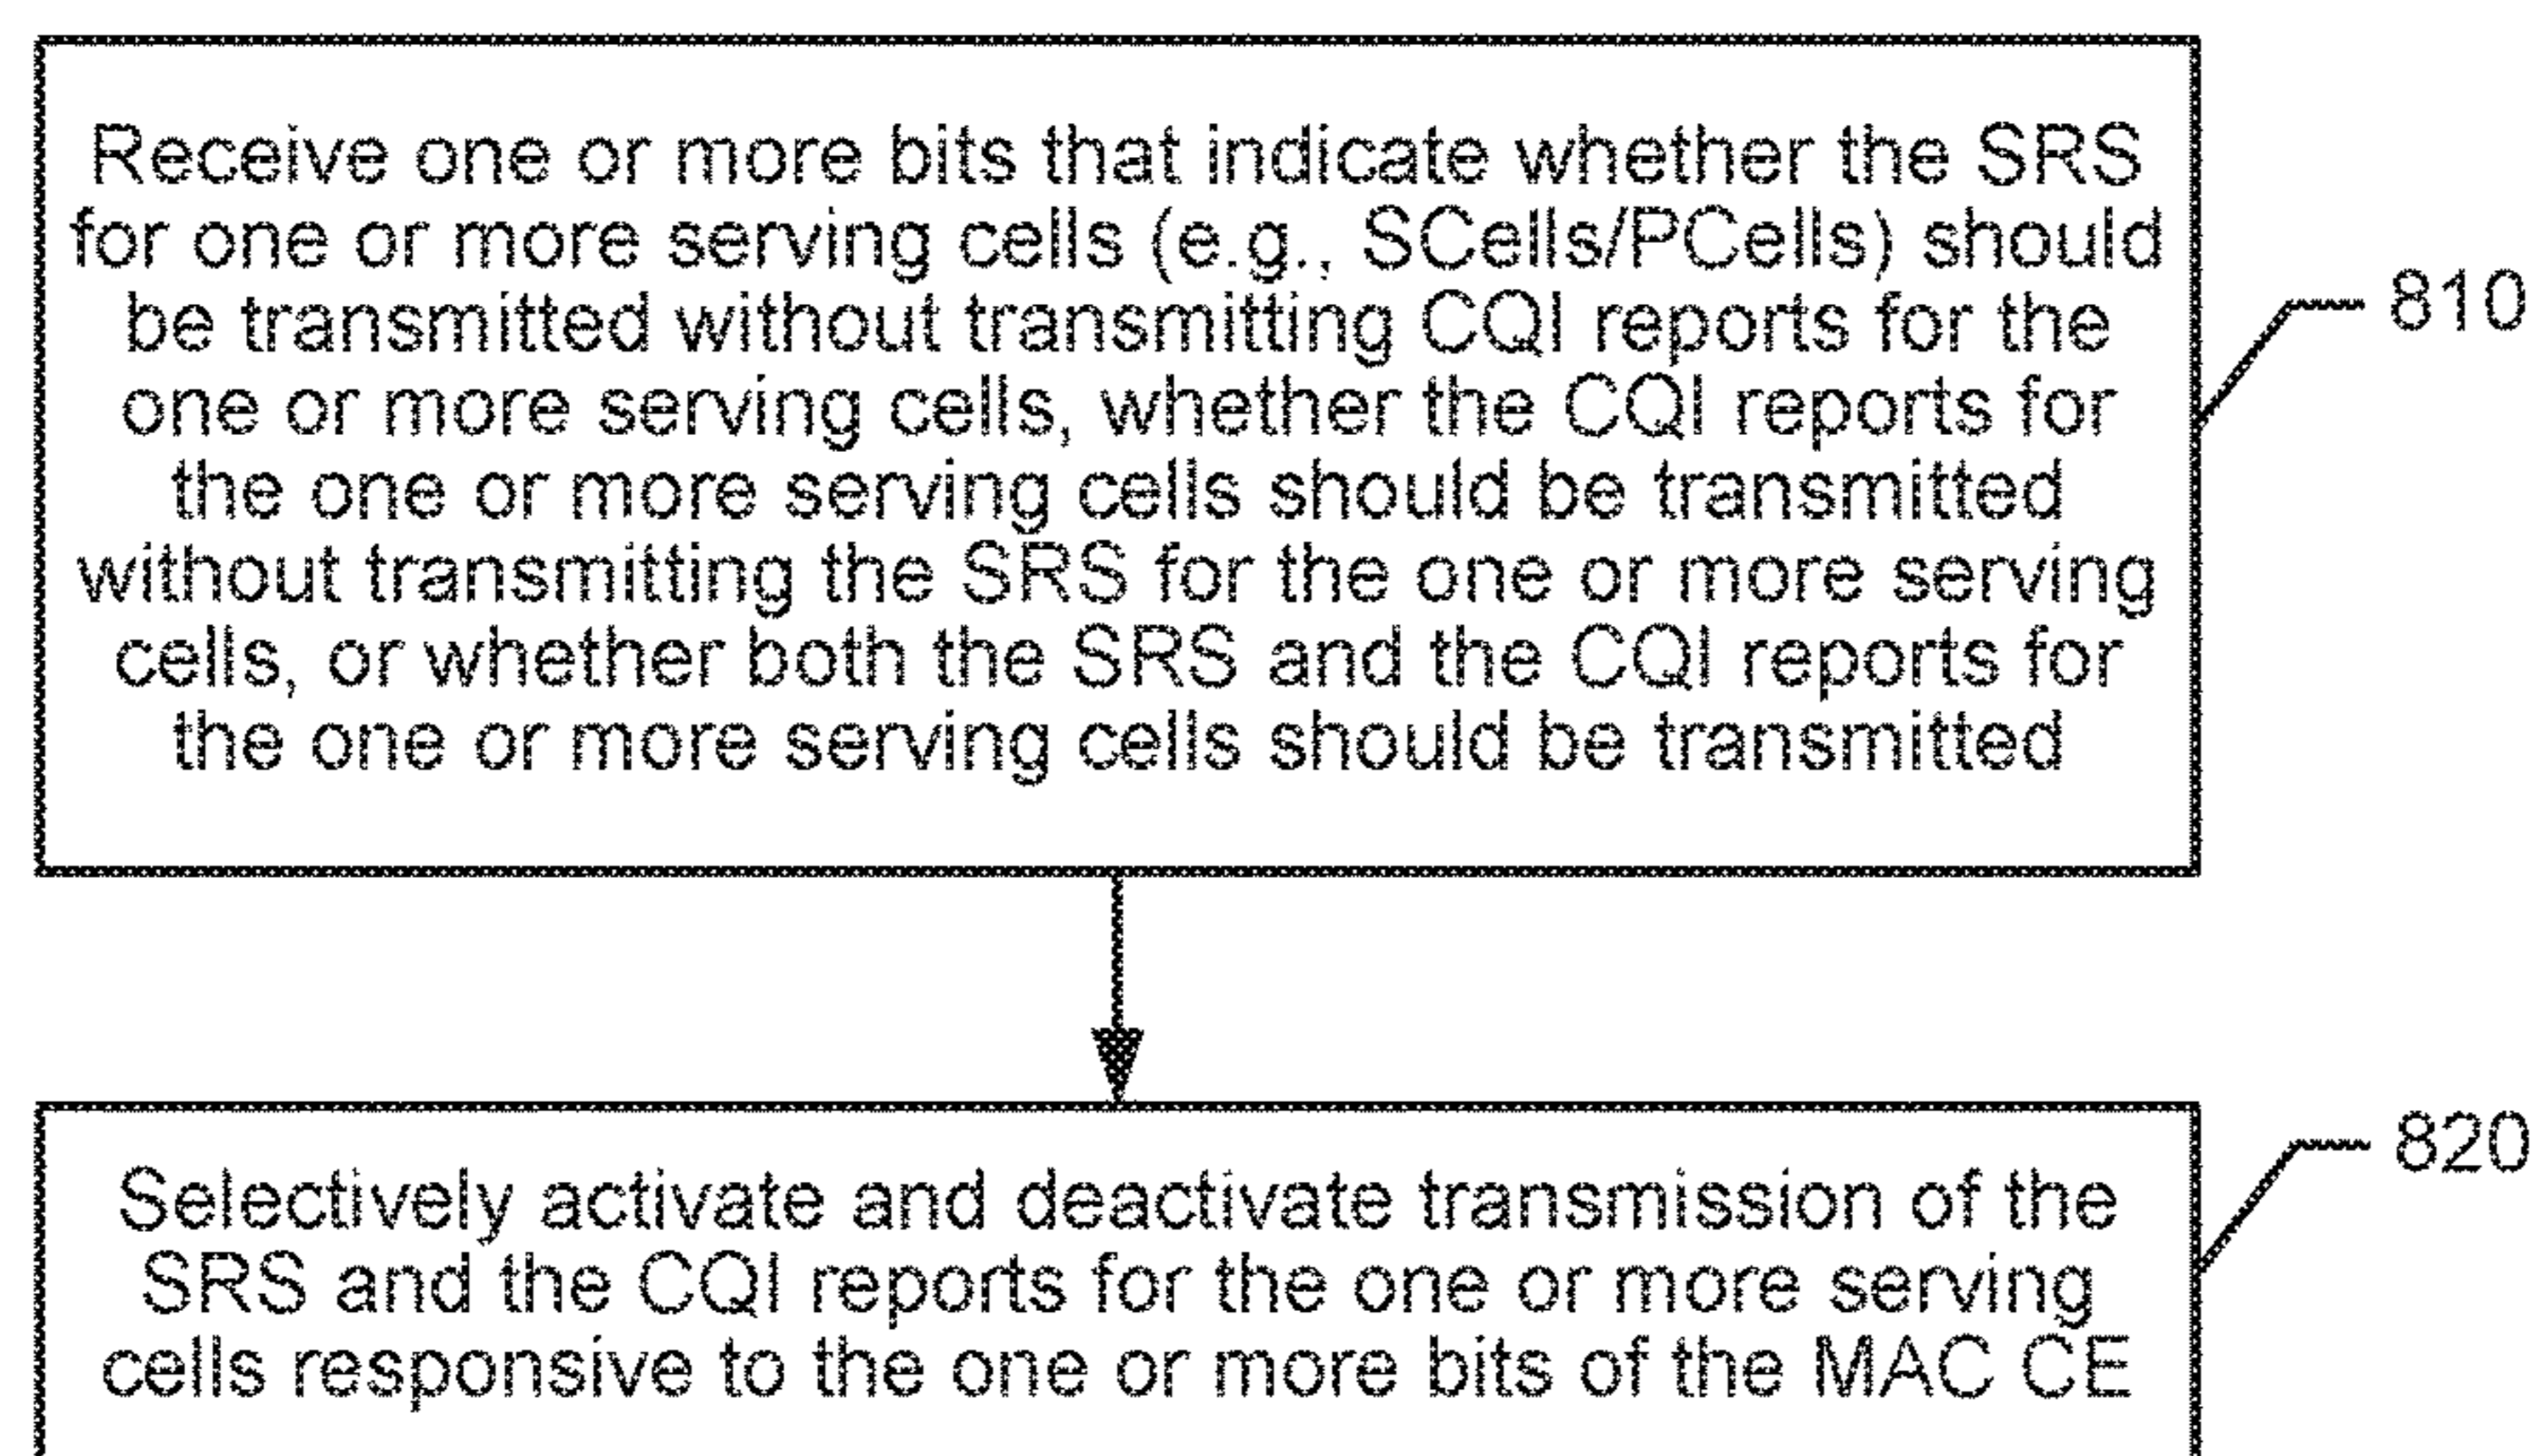 Receive one or more bits that indicate whether the SRS
for one or more serving cells (e.g., SCells/PCells) should
be transmitted without transmitting CQI reports for the
one or more serving cells, whether the CQI reports for
the one or more serving cells should be transmitted
without transmitting the SRS for the one or more serving
cells, or whether both the SRS and the CQI reports for
the one or more serving cells should be transmitted
810
820
Selectively activate and deactivate transmission of the
SRS and the CQI reports for the one or more serving
cells responsive to the one or more bits of the MAC CE